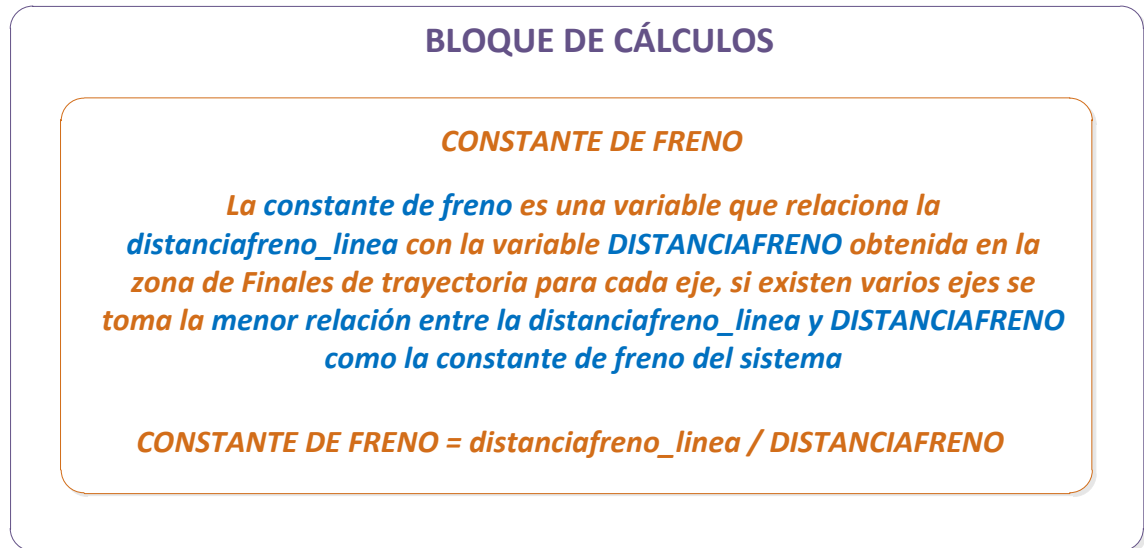 BLOQUE DE CÁLCULOS
CONSTANTE DE FRENO
La constante de freno es una variable que relaciona la
distanciafreno_linea con la variable DISTANCIAFRENO obtenida en la
zona de Finales de trayectoria para cada eje, si existen varios ejes se
toma la menor relación entre la distanciafreno_linea y DISTANCIAFRENO
como la constante de freno del sistema
CONSTANTE DE FRENO = distanciafreno_linea / DISTANCIAFRENO